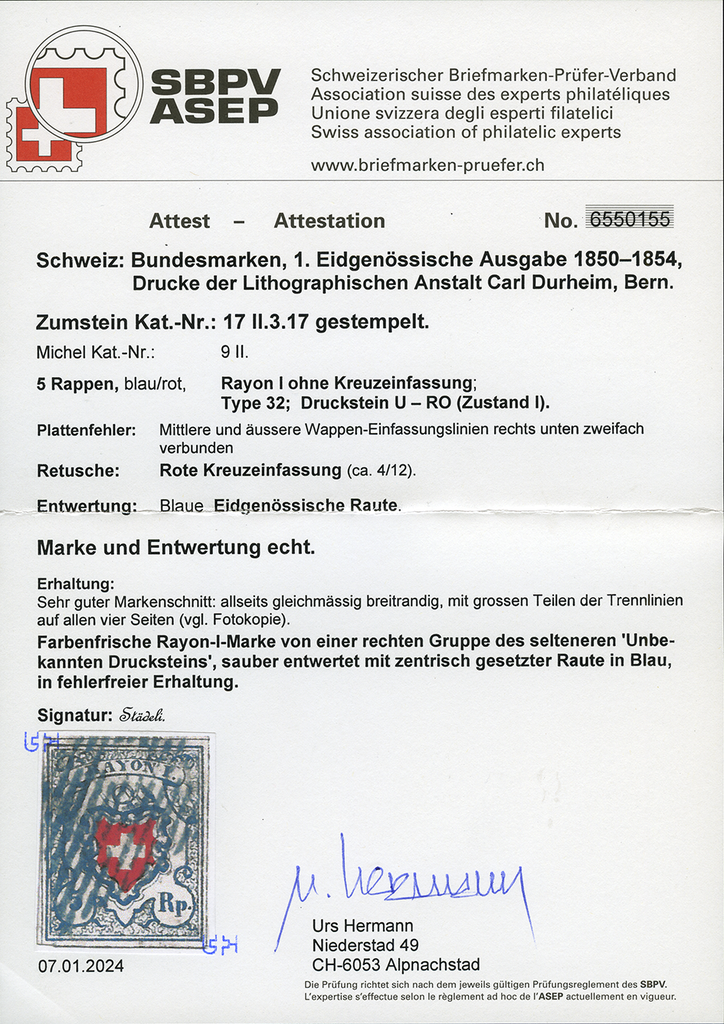 SBPV
ASEP
Schweizerischer Briefmarken-Prüfer-Verband
Association suisse des experts philatéliques
Unione svizzera degli esperti filatelici
Swiss association of philatelic experts
www.briefmarken-pruefer.ch
Attest – Attestation No. 6550155
Schweiz: Bundesmarken, 1. Eidgenössische Ausgabe 1850–1854,
Drucke der Lithographischen Anstalt Carl Durheim, Bern.
Zumstein Kat.-Nr.: 17 II.3.17 gestempelt.
Michel Kat.-Nr.: 9 II.
5 Rappen, blau/rot, Rayon I ohne Kreuzeinfassung;
Type 32; Druckstein U – RO (Zustand I).
Plattenfehler: Mittlere und äussere Wappen-Einfassungslinien rechts unten zweifach
verbunden
Retusche: Rote Kreuzeinfassung (ca. 4/12).
Entwertung: Blaue Eidgenössische Raute.
Marke und Entwertung echt.
Erhaltung:
Sehr guter Markenschnitt: allseits gleichmässig breitrandig, mit grossen Teilen der Trennlinien
auf allen vier Seiten (vgl. Fotokopie).
Farbenfrische Rayon-I-Marke von einer rechten Gruppe des selteneren 'Unbe-
kannten Drucksteins', sauber entwertet mit zentrisch gesetzter Raute in Blau,
in fehlerfreier Erhaltung.
Signatur: Städeli.
RAYON I.
Rp.
u. Hermann
Urs Hermann
Niederstad 49
CH-6053 Alpnachstad
07.01.2024
Die Prüfung richtet sich nach dem jeweils gültigen Prüfungsreglement des SBPV.
L'expertise s'effectue selon le règlement ad hoc de l'ASEP actuellement en vigueur.